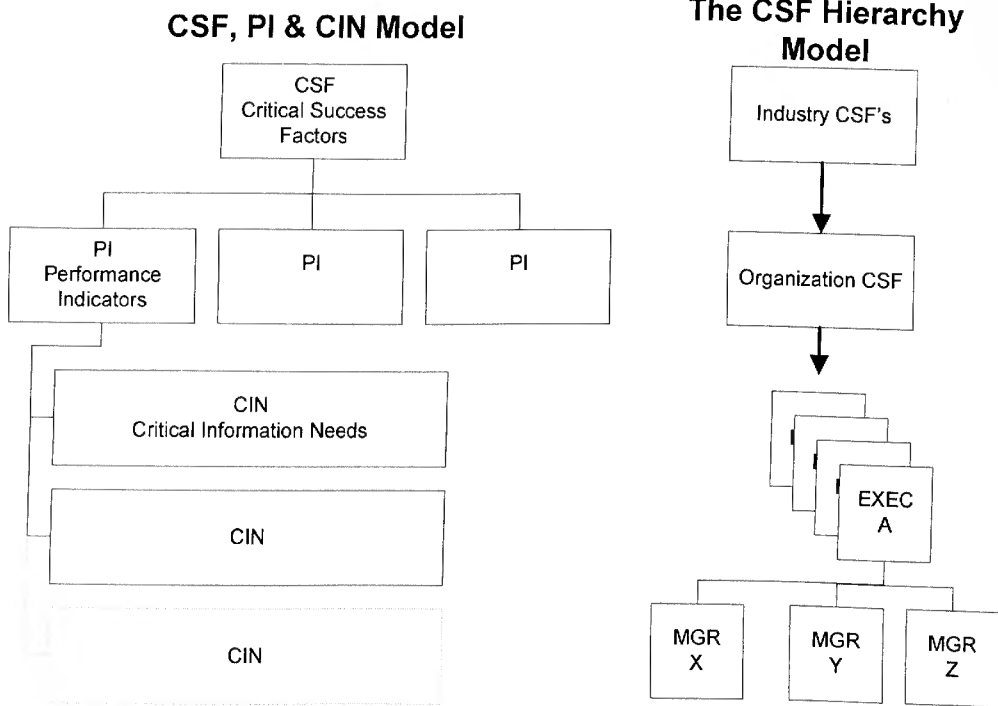 CSF, PI & CIN Model
CSF
Critical Success
Factors
PI
Performance
Indicators
PI
PI
CIN
Critical Information Needs
CIN
CIN
The CSF Hierarchy
Model
Industry CSF's
Organization CSF
EXEC
A
MGR
X
MGR
Y
MGR
Z